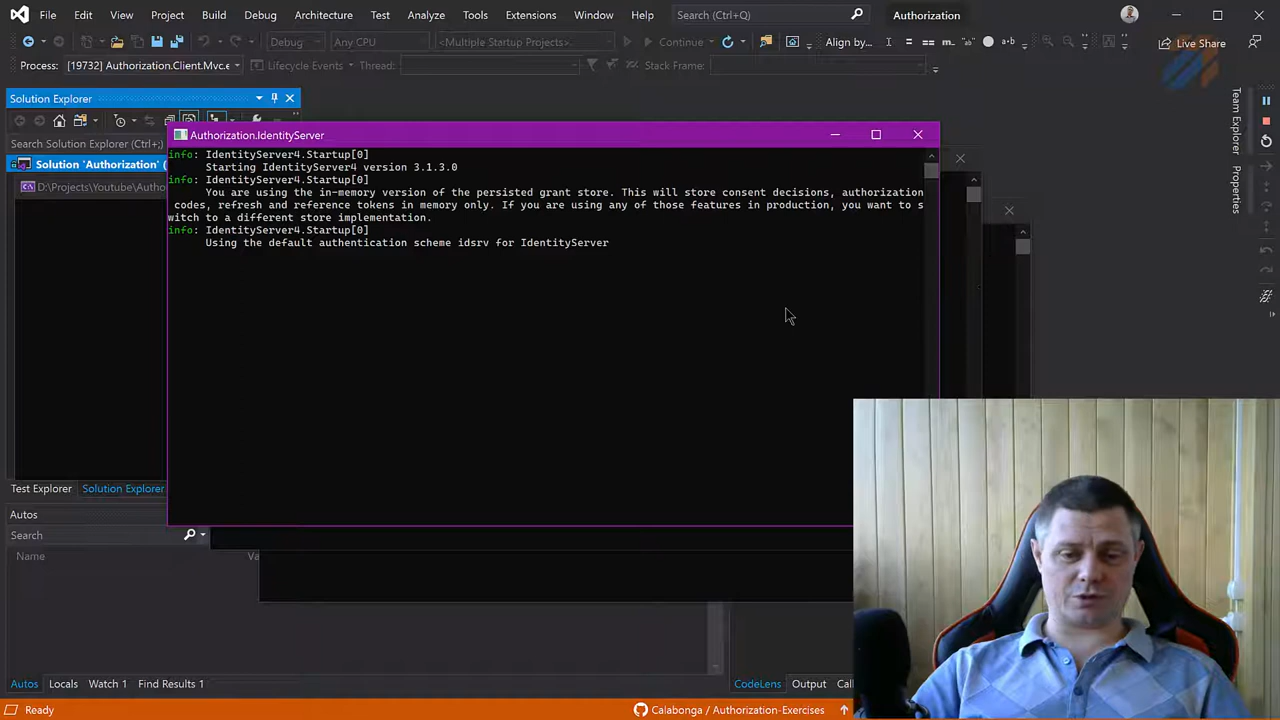 File Edit View Project Build Debug Architecture Test Analyze Tools Extensions Window Help Search (Ctrl+Q) Authorization
Debug Any CPU <Multiple Startup Projects> Continue Align by... Live Share
Process: [19732] Authorization.Client.Mvc.e Lifecycle Events Thread: Stack Frame:
Solution Explorer
Search Solution Explorer (Ctrl+;)
Solution 'Authorization' (
D:\Projects\Youtube\Autho
Authorization.IdentityServer
info: IdentityServer4.Startup[0]
Starting IdentityServer4 version 3.1.3.0
info: IdentityServer4.Startup[0]
You are using the in-memory version of the persisted grant store. This will store consent decisions, authorization
codes, refresh and reference tokens in memory only. If you are using any of those features in production, you want to s
witch to a different store implementation.
info: IdentityServer4.Startup[0]
Using the default authentication scheme idsrv for IdentityServer
Team Explorer
Properties
Test Explorer Solution Explorer
Autos
Search
Name Va
Autos Locals Watch 1 Find Results 1
CodeLens Output Cal
Ready Calabonga / Authorization-Exercises